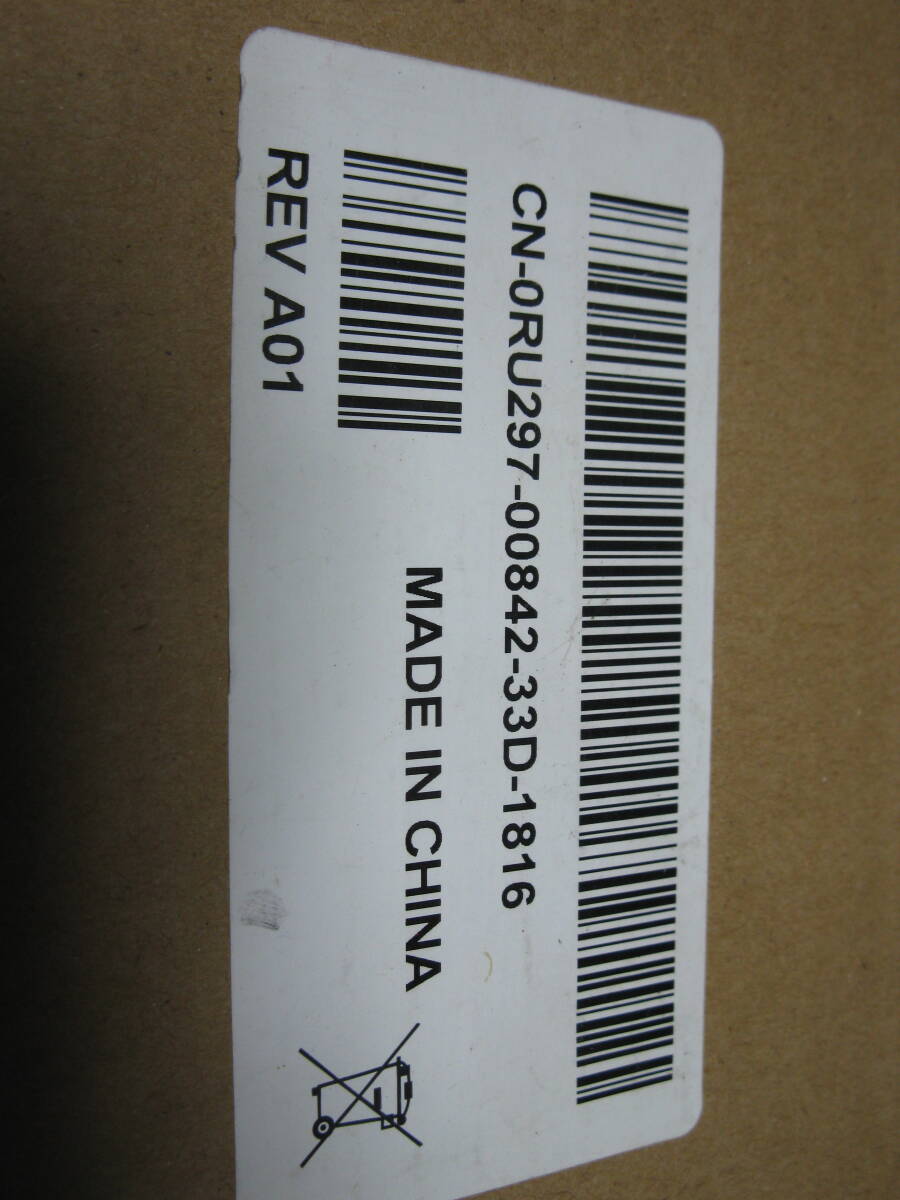 CN-0RU297-00842-33D-1816
MADE IN CHINA
REV A01